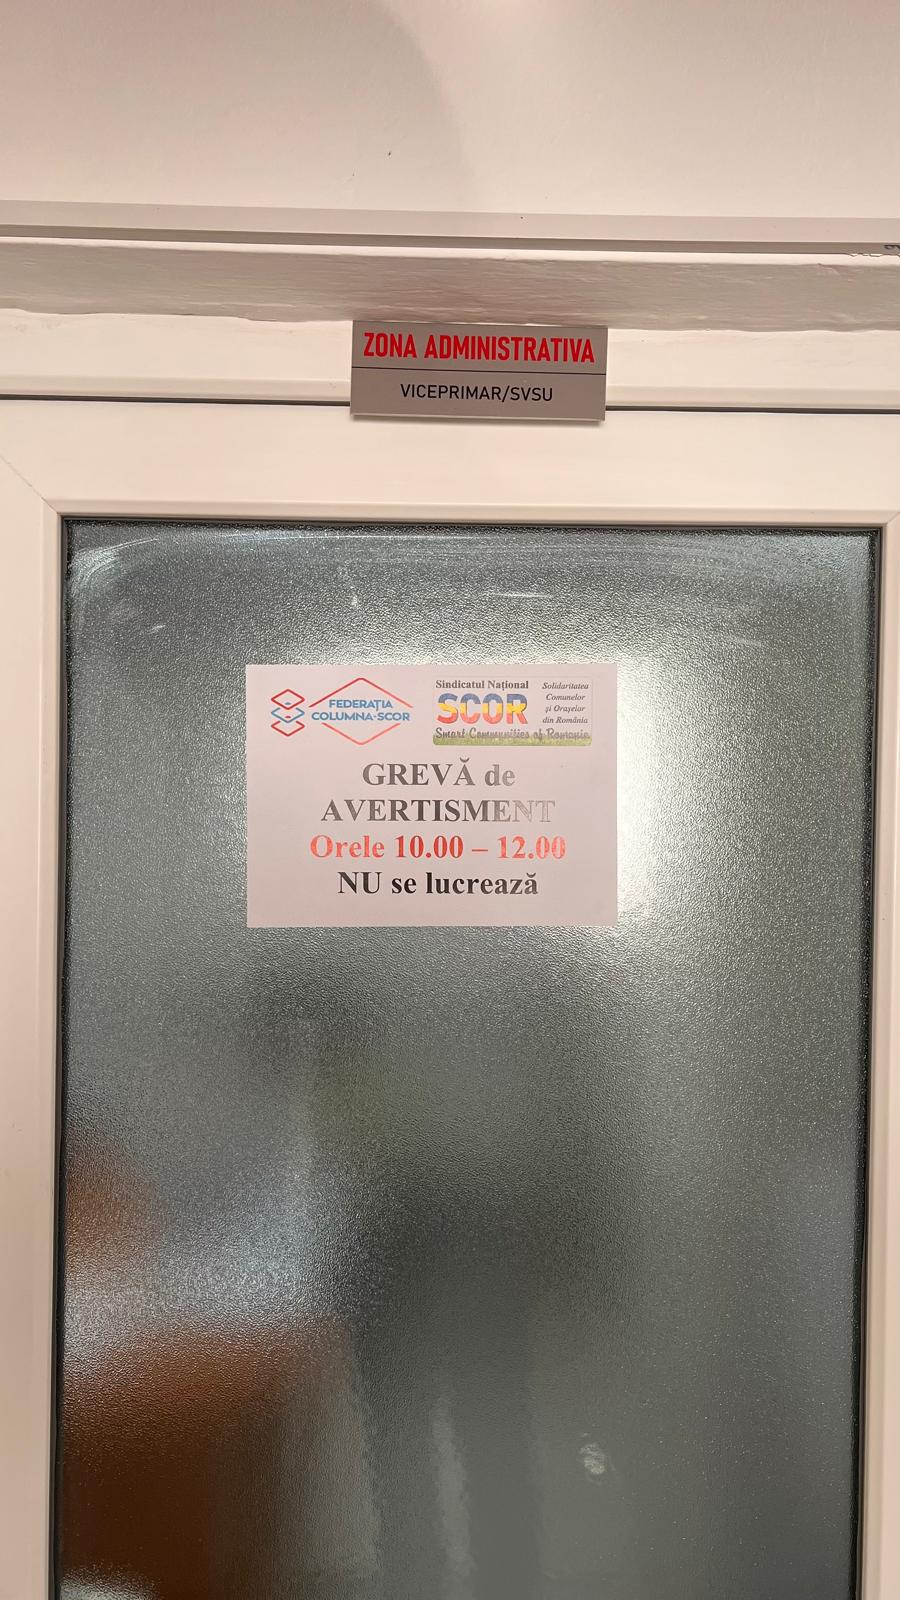 ZONA ADMINISTRATIVA
VICEPRIMAR/SVSU
FEDERAȚIA
COLUMNA-SCOR
Sindicatul Național
SCOR
Smart Communities of Romania
Solidaritatea
Comunelor
și Orașelor
din România
GREVĂ de
AVERTISMENT
Orele 10.00 – 12.00
NU se lucrează